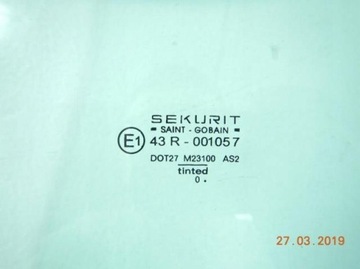 SEKURIT
SAINT - GOBAIN
E1 43 R - 001057
DOT27 M23100 AS2
tinted
0 .
27.03.2019